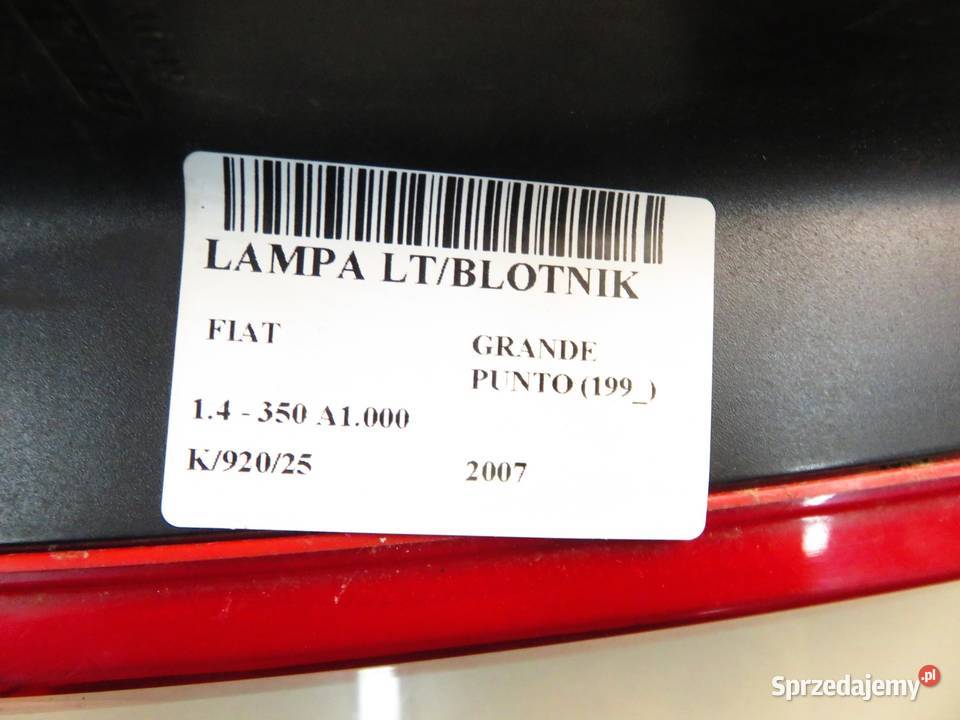 LAMPA LT/BLOTNIK
FIAT
GRANDE
PUNTO (199_)
1.4 - 350 A1.000
K/920/25
2007
Sprzedajemy.pl